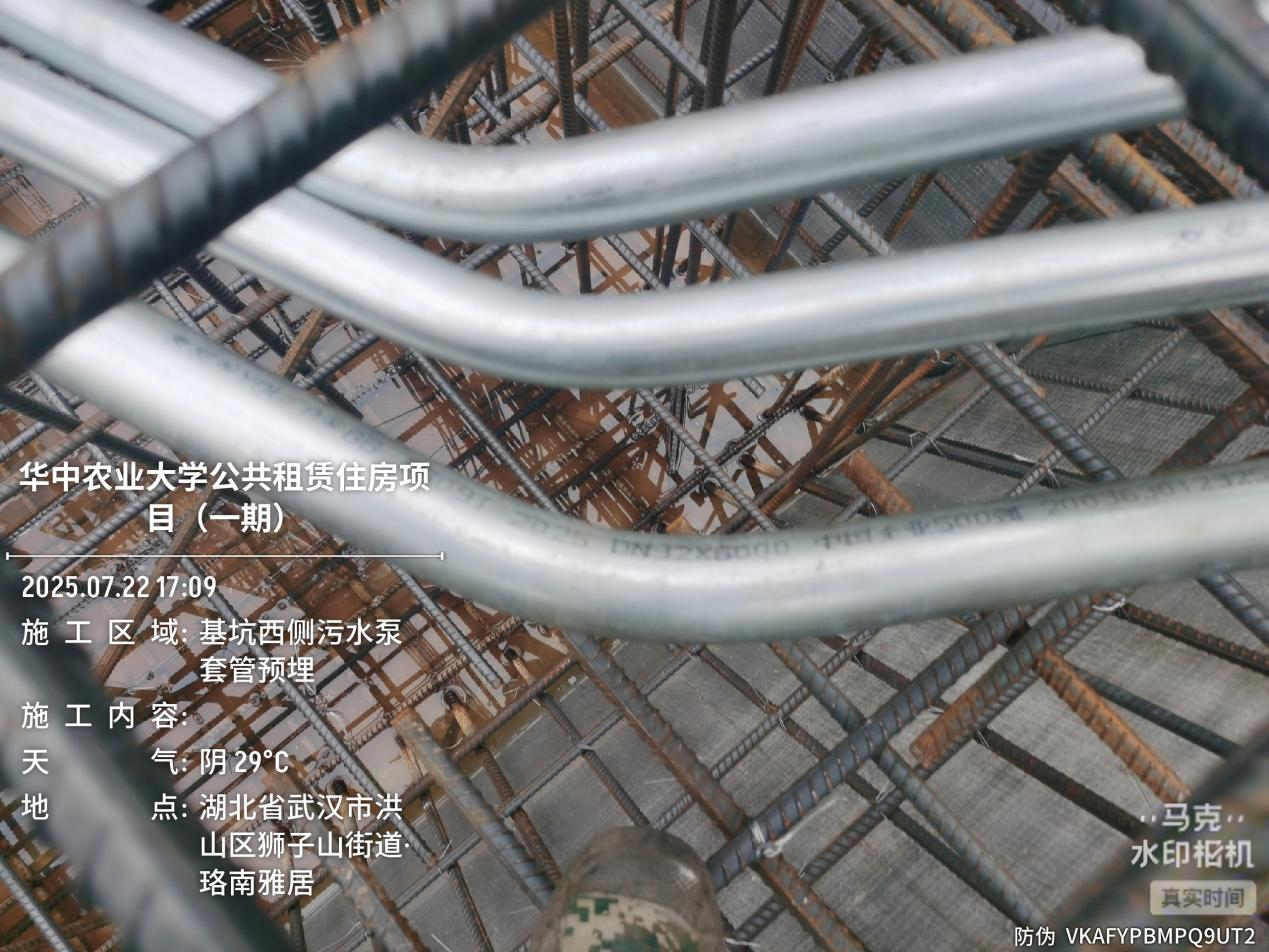 DN32X6000
华中农业大学公共租赁住房项
目（一期）
2025.07.22 17:09
施工区域: 基坑西侧污水泵
套管预埋
施工内容:
天气: 阴 29°C
地点: 湖北省武汉市洪
山区狮子山街道·
珞南雅居
马克
水印相机
真实时间
防伪 VKAFYPBMPQ9UT2